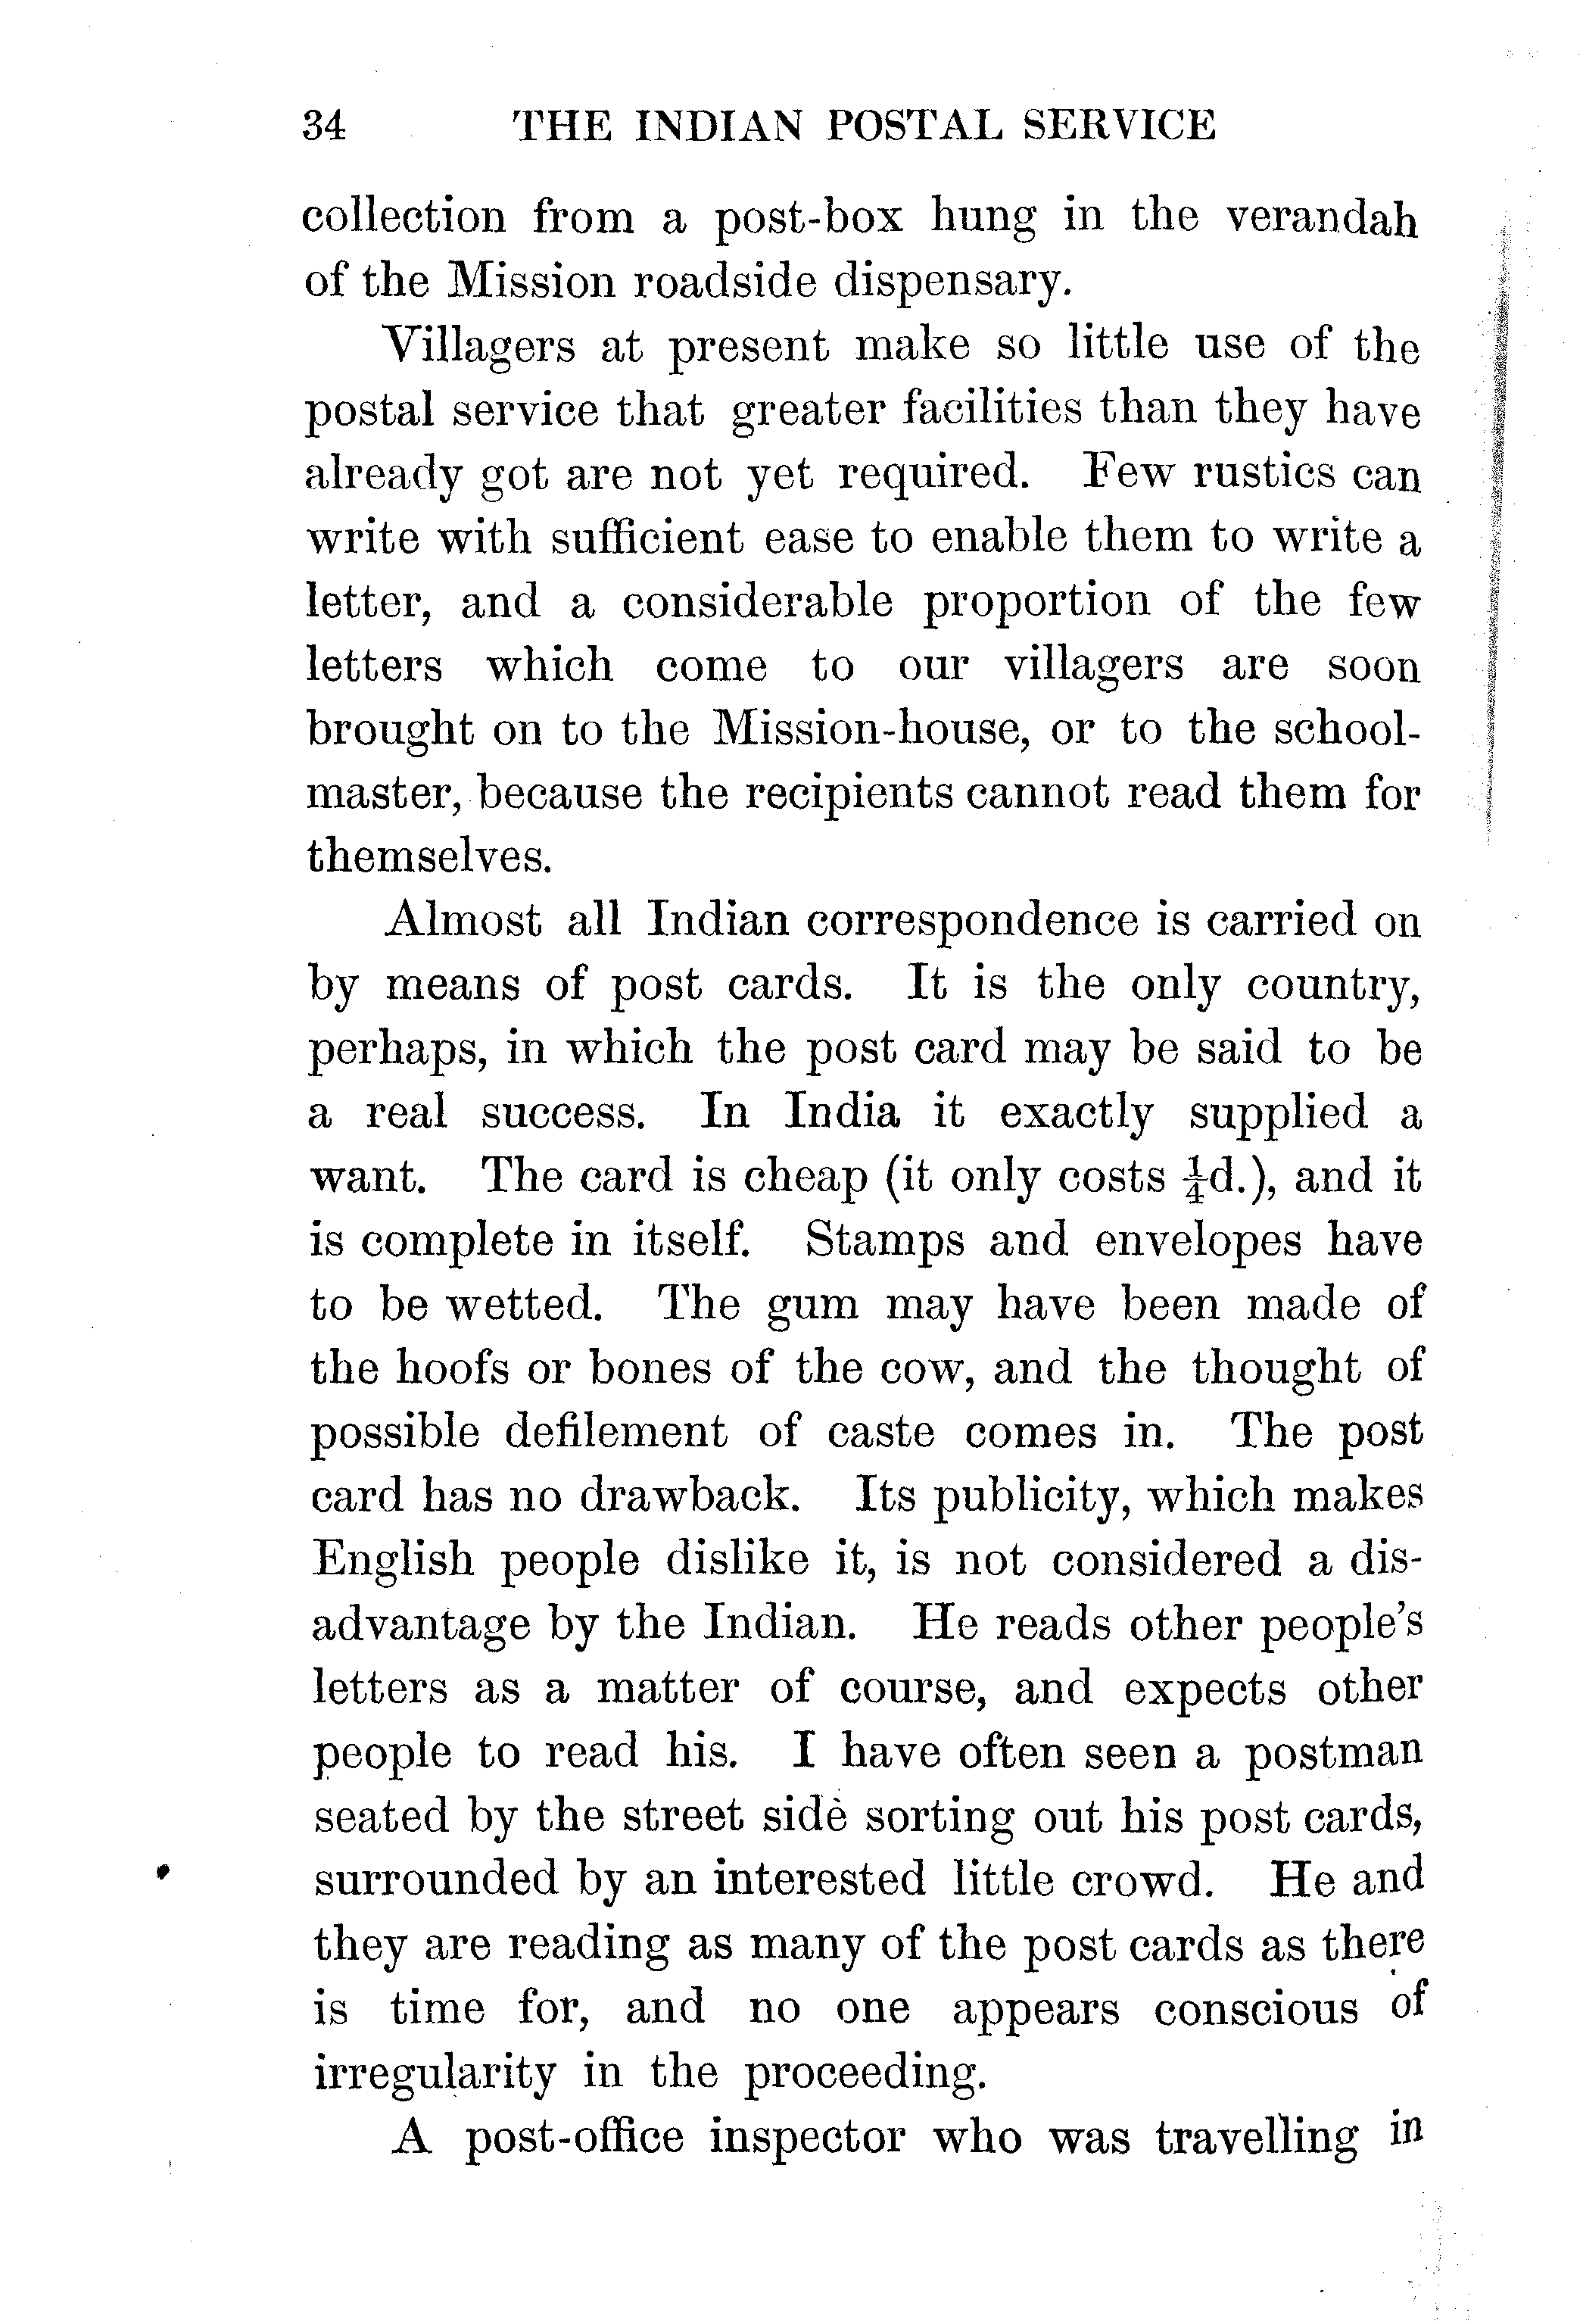 34 THE INDIAN POSTAL SERVICE
collection from a post-box hung in the verandah
of the Mission roadside dispensary.
Villagers at present make so little use of the
postal service that greater facilities than they have
already got are not yet required. Few rustics can
write with sufficient ease to enable them to write a
letter, and a considerable proportion of the few
letters which come to our villagers are soon
brought on to the Mission-house, or to the school-
master, because the recipients cannot read them for
themselves.
Almost all Indian correspondence is carried on
by means of post cards. It is the only country,
perhaps, in which the post card may be said to be
a real success. In India it exactly supplied a
want. The card is cheap (it only costs ¼d.), and it
is complete in itself. Stamps and envelopes have
to be wetted. The gum may have been made of
the hoofs or bones of the cow, and the thought of
possible defilement of caste comes in. The post
card has no drawback. Its publicity, which makes
English people dislike it, is not considered a dis-
advantage by the Indian. He reads other people's
letters as a matter of course, and expects other
people to read his. I have often seen a postman
seated by the street side sorting out his post cards,
surrounded by an interested little crowd. He and
they are reading as many of the post cards as there
is time for, and no one appears conscious of
irregularity in the proceeding.
A post-office inspector who was travelling in